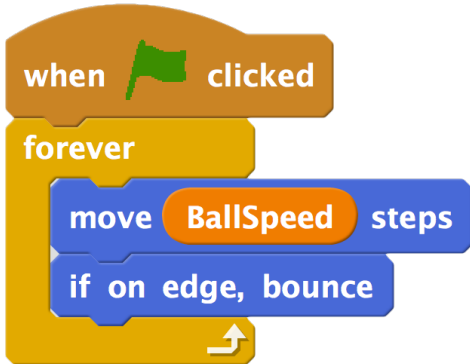 when clicked
forever
move BallSpeed steps
if on edge, bounce